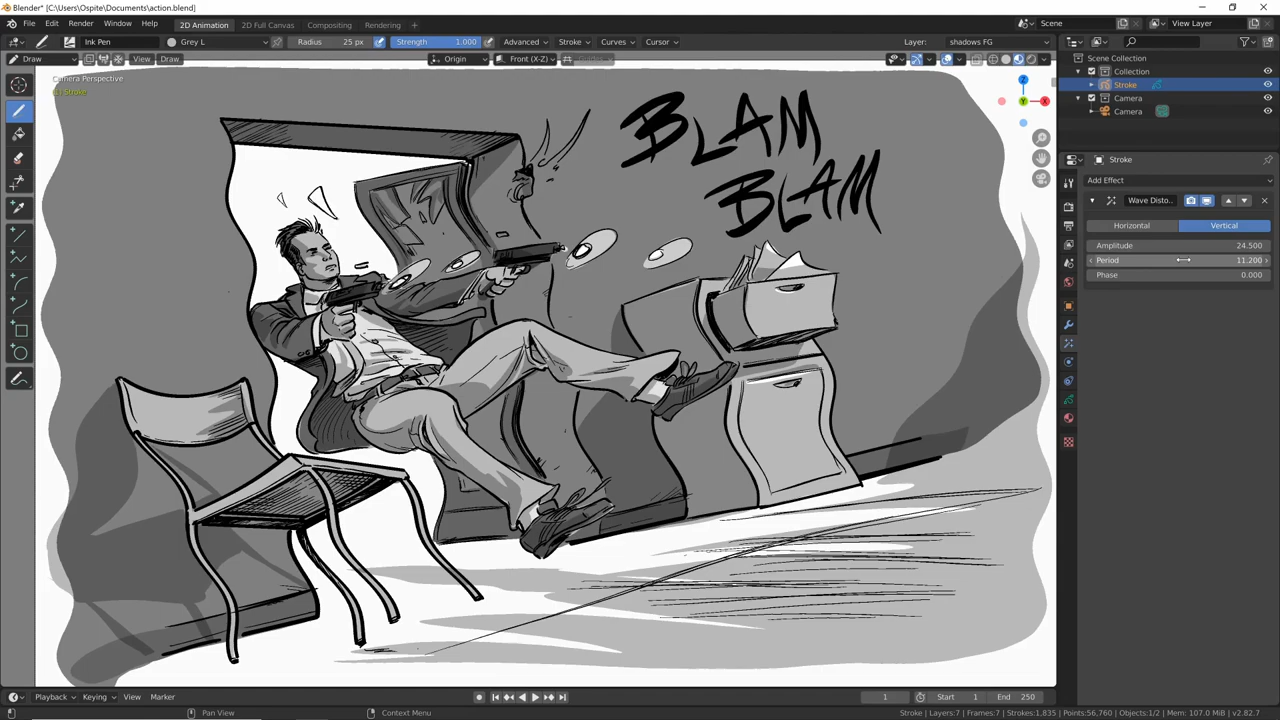 Blender* [C:\Users\Ospite\Documents\action.blend]
File Edit Render Window Help 2D Animation 2D Full Canvas Compositing Rendering + Scene View Layer
Ink Pen Grey L Radius 25 px Strength 1.000 Advanced Stroke Curves Cursor Layer: shadows FG
Draw View Draw Origin Front (X-Z) Guides
Camera Perspective
(1) Stroke
BLAM
BLAM
Z
Y
X
Scene Collection
Collection
Stroke
Camera
Camera
Stroke
Add Effect
Wave Disto..
Horizontal Vertical
Amplitude 24.500
Period 11.200
Phase 0.000
Playback Keying View Marker 1 Start 1 End 250
Pan View Context Menu Stroke | Layers:7 | Frames:7 | Strokes:1,835 | Points:56,760 | Objects:1/2 | Mem: 107.0 MiB | v2.82.7